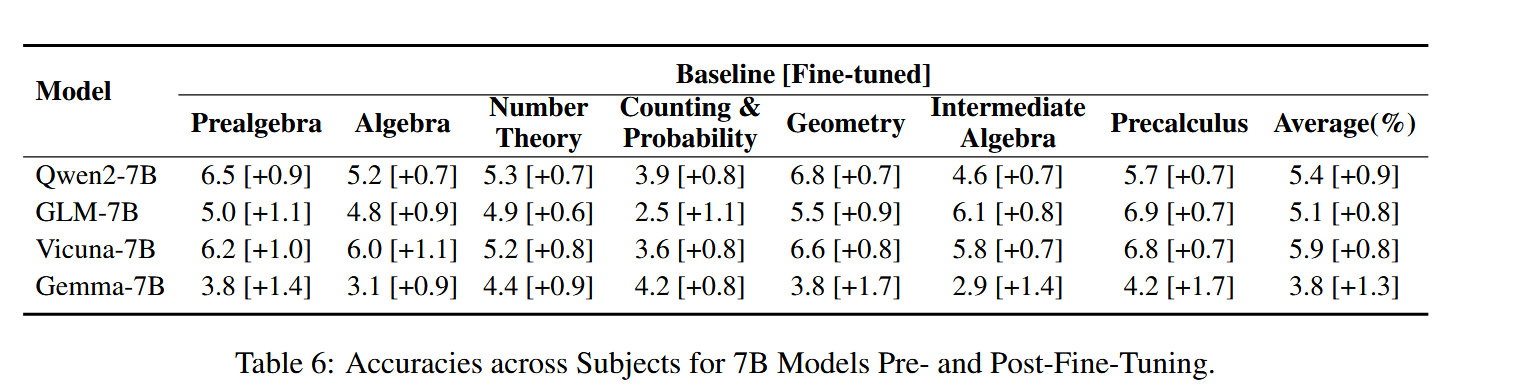 Model Baseline [Fine-tuned]
Prealgebra Algebra Number Theory Counting & Probability Geometry Intermediate Algebra Precalculus Average(%)
Qwen2-7B 6.5 [+0.9] 5.2 [+0.7] 5.3 [+0.7] 3.9 [+0.8] 6.8 [+0.7] 4.6 [+0.7] 5.7 [+0.7] 5.4 [+0.9]
GLM-7B 5.0 [+1.1] 4.8 [+0.9] 4.9 [+0.6] 2.5 [+1.1] 5.5 [+0.9] 6.1 [+0.8] 6.9 [+0.7] 5.1 [+0.8]
Vicuna-7B 6.2 [+1.0] 6.0 [+1.1] 5.2 [+0.8] 3.6 [+0.8] 6.6 [+0.8] 5.8 [+0.7] 6.8 [+0.7] 5.9 [+0.8]
Gemma-7B 3.8 [+1.4] 3.1 [+0.9] 4.4 [+0.9] 4.2 [+0.8] 3.8 [+1.7] 2.9 [+1.4] 4.2 [+1.7] 3.8 [+1.3]
Table 6: Accuracies across Subjects for 7B Models Pre- and Post-Fine-Tuning.